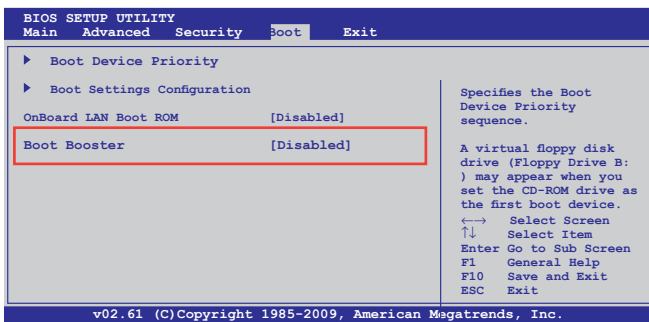 BIOS SETUP UTILITY
Main Advanced Security Boot Exit
Boot Device Priority
Boot Settings Configuration
OnBoard LAN Boot ROM [Disabled]
Boot Booster [Disabled]
Specifies the Boot
Device Priority
sequence.
A virtual floppy disk
drive (Floppy Drive B:
) may appear when you
set the CD-ROM drive as
the first boot device.
←→ Select Screen
↑↓ Select Item
Enter Go to Sub Screen
F1 General Help
F10 Save and Exit
ESC Exit
v02.61 (C)Copyright 1985-2009, American Megatrends, Inc.